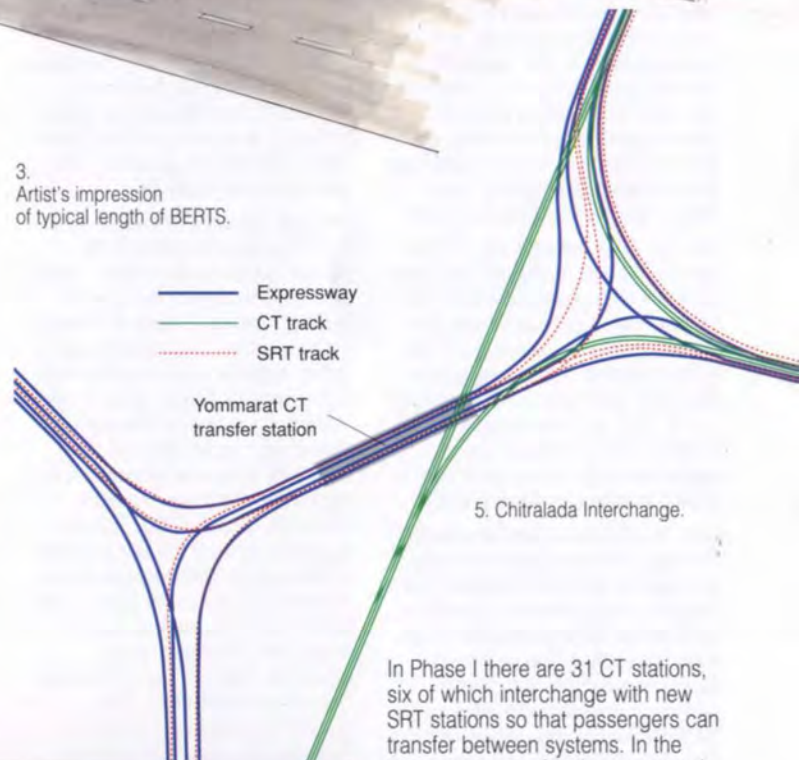 3.
Artist's impression
of typical length of BERTS.
Expressway
CT track
SRT track
Yommarat CT
transfer station
5. Chitralada Interchange.
In Phase I there are 31 CT stations,
six of which interchange with new
SRT stations so that passengers can
transfer between systems. In the